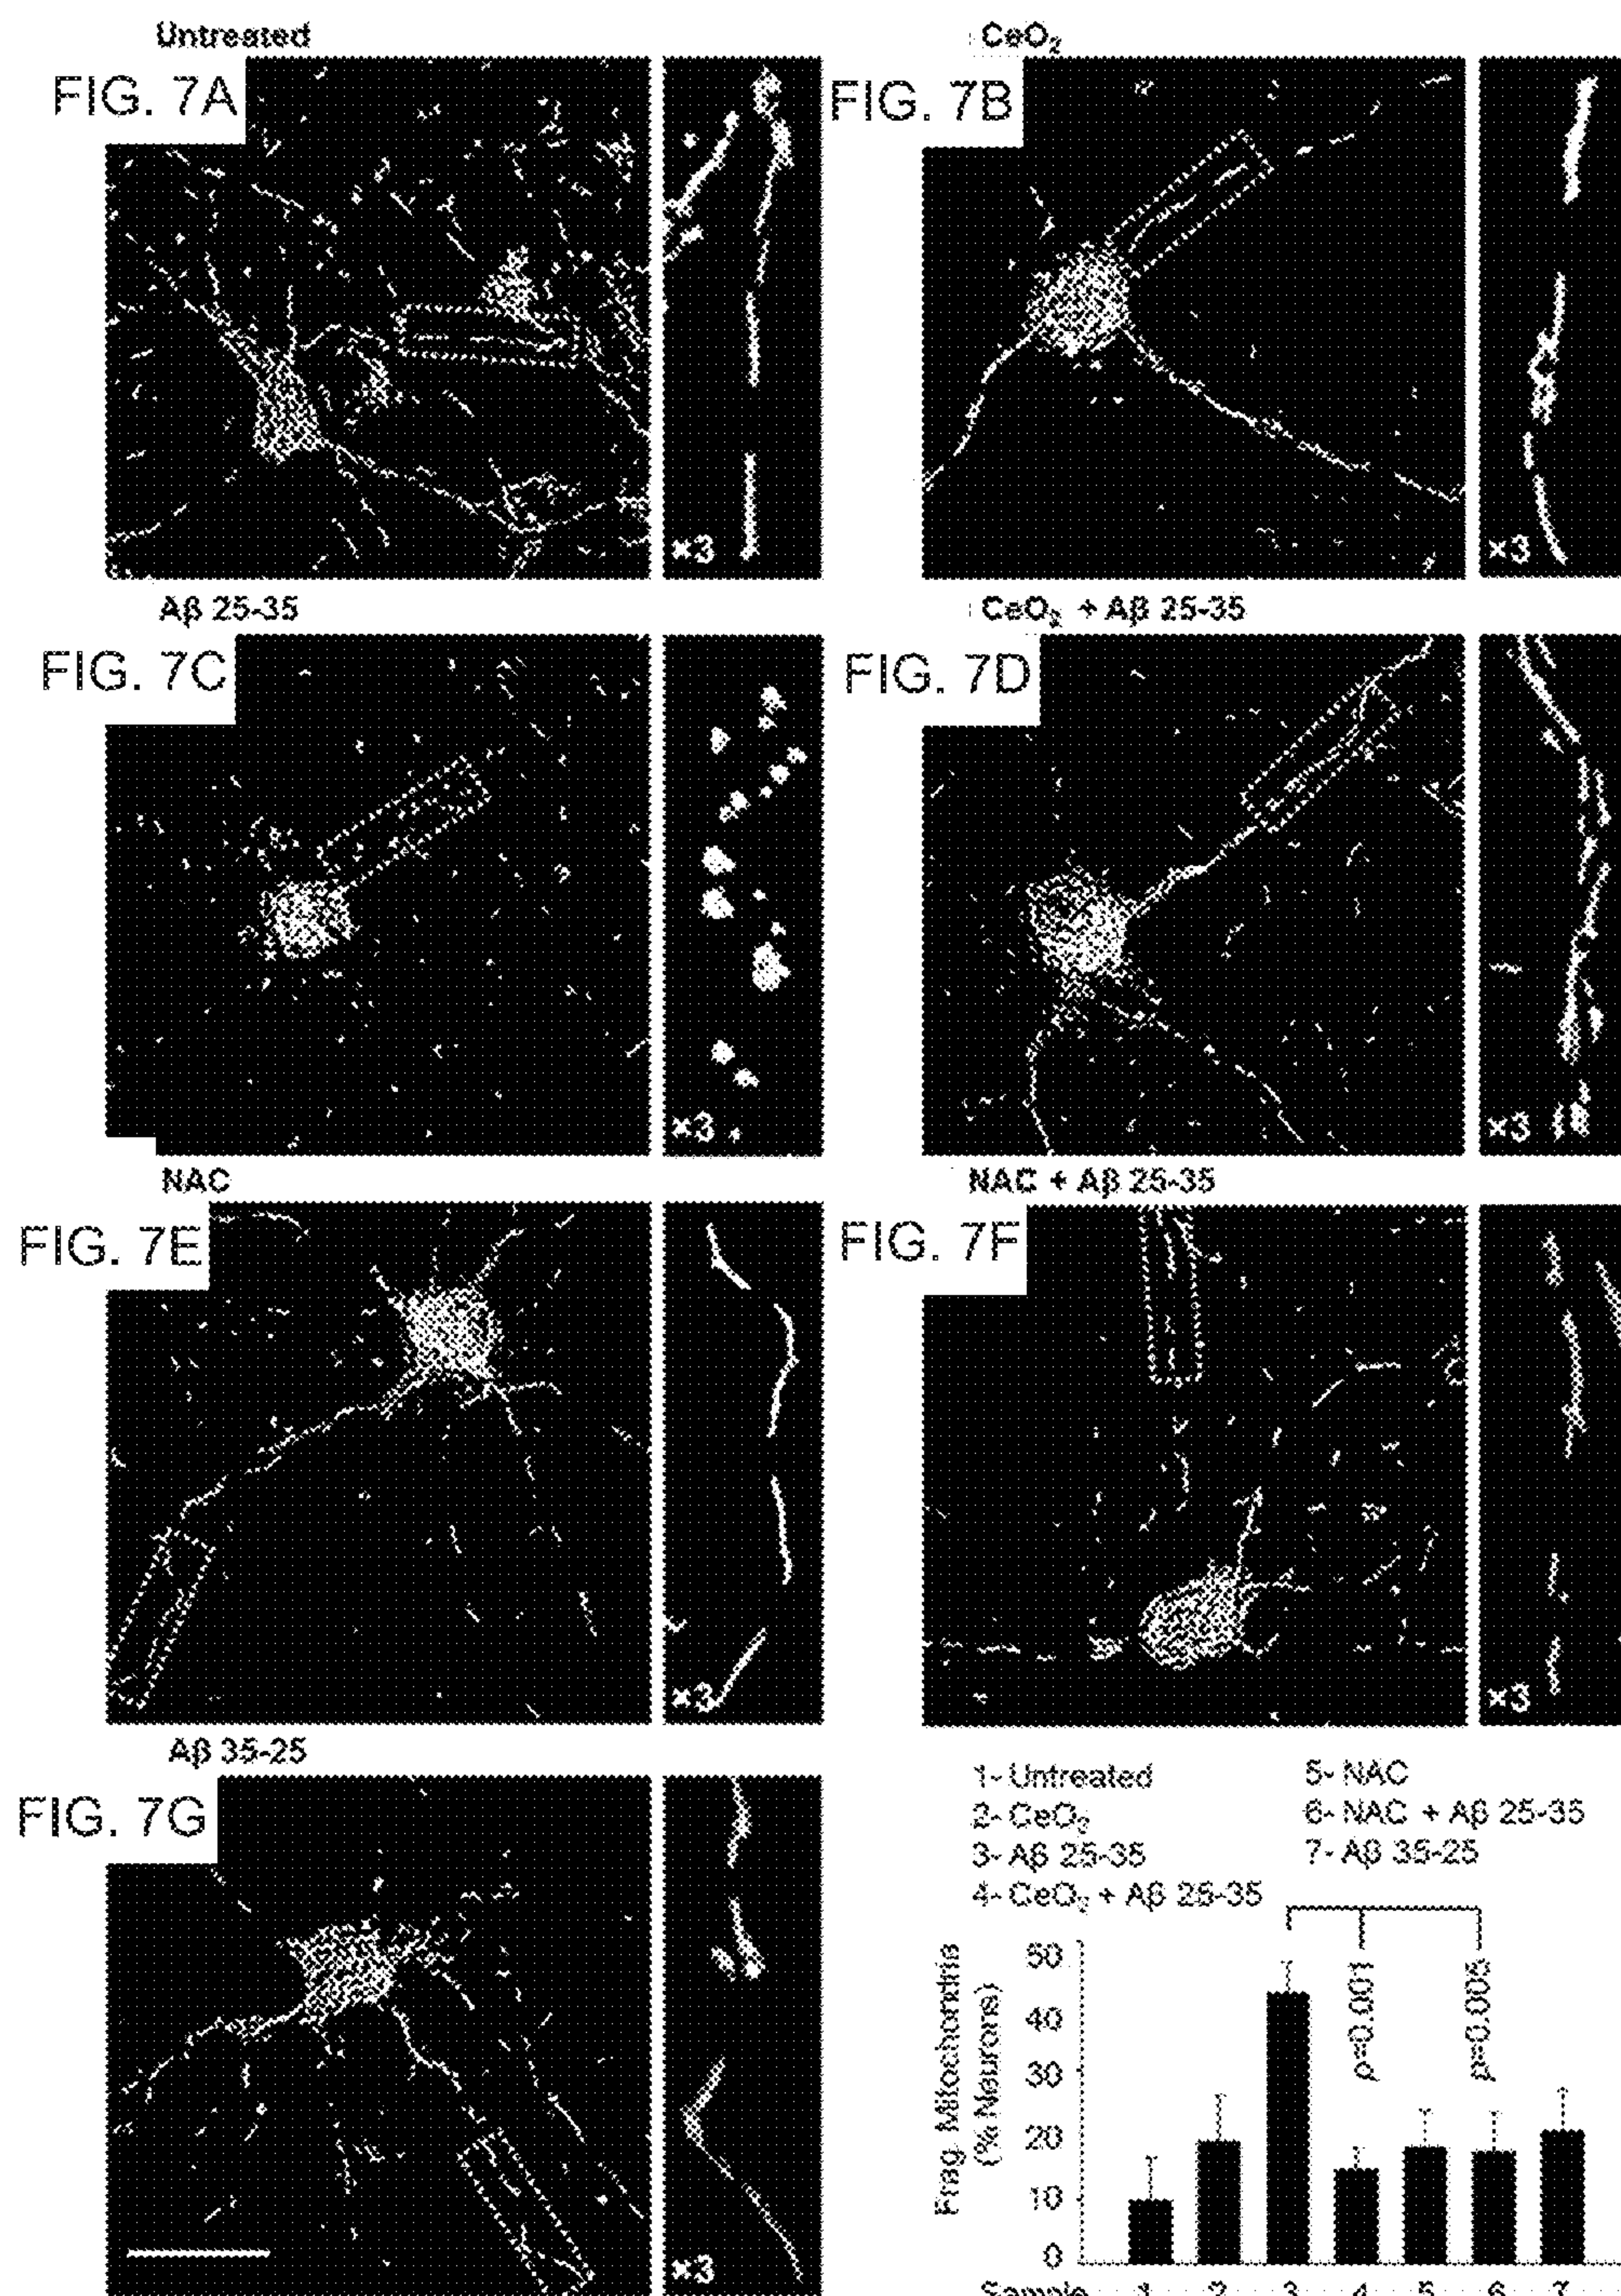 Untreated
CeO₂
FIG. 7A
FIG. 7B
×3
×3
Aβ 25-35
CeO₂ + Aβ 25-35
FIG. 7C
FIG. 7D
×3
×3
NAC
NAC + Aβ 25-35
FIG. 7E
FIG. 7F
×3
×3
Aβ 35-25
FIG. 7G
×3
1- Untreated
2- CeO₂
3- Aβ 25-35
4- CeO₂ + Aβ 25-35
5- NAC
6- NAC + Aβ 25-35
7- Aβ 35-25
Frag. Mitochondria
(% Neurons)
50
40
30
20
10
0
ρ=0.001
ρ=0.005
Sample 1 2 3 4 5 6 7